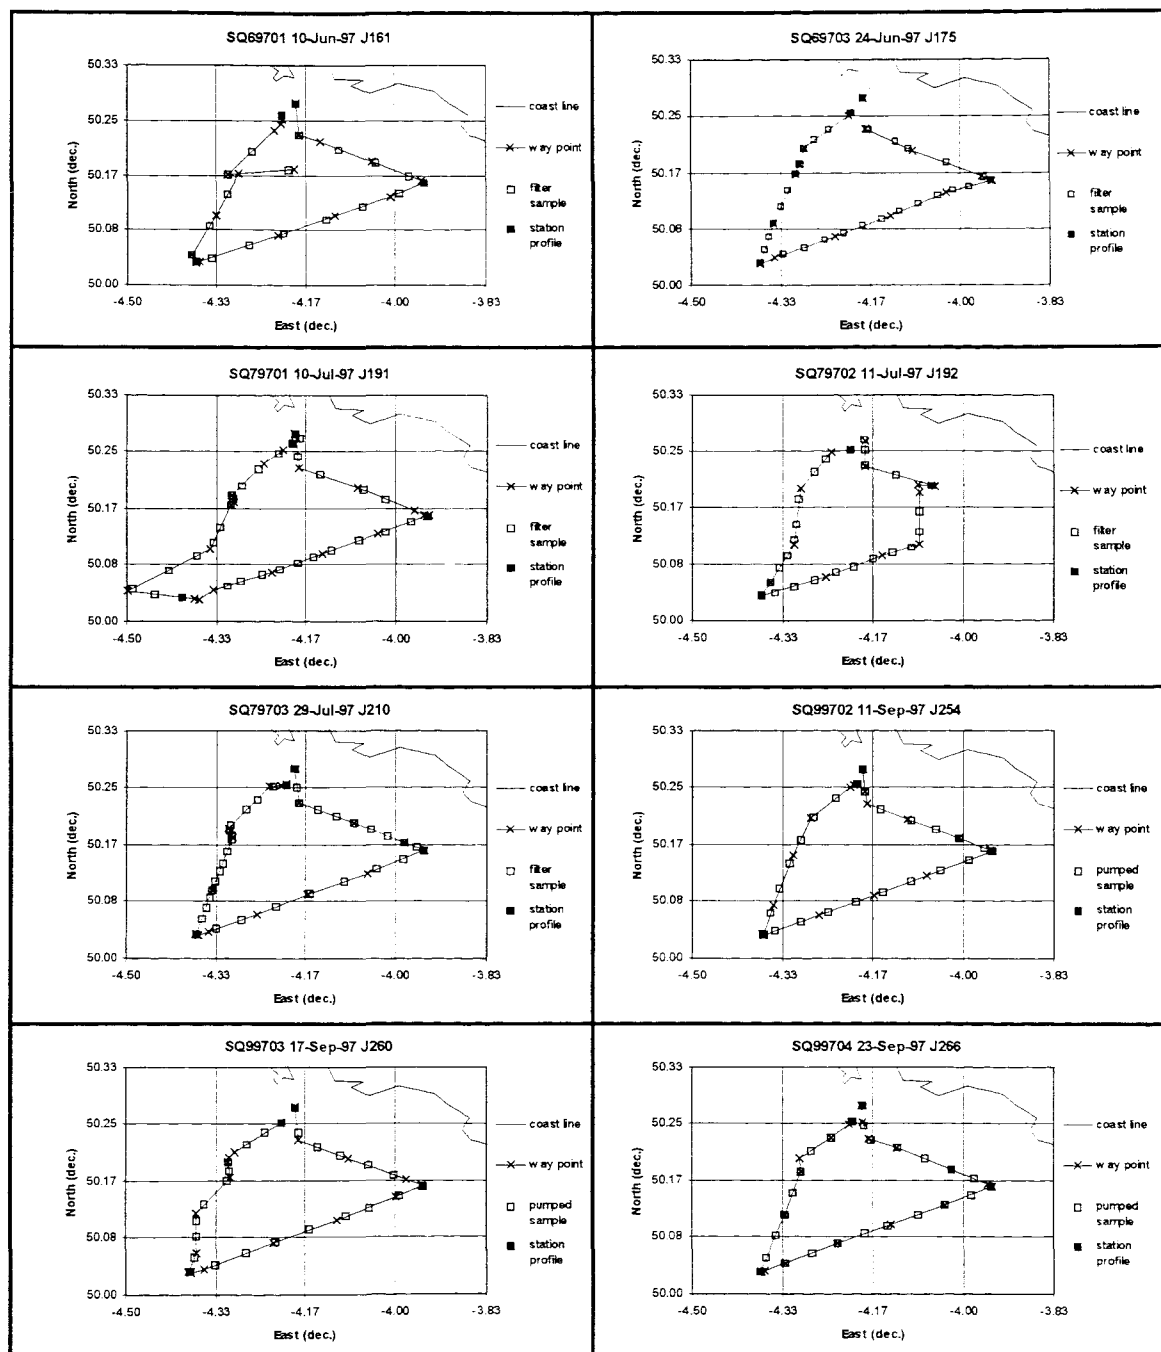 SQ69701 10-Jun-97 J161
50.33
50.25
50.17
50.08
50.00
North (dec.)
-4.50 -4.33 -4.17 -4.00 -3.83
East (dec.)
coast line
way point
filter
sample
station
profile
SQ69703 24-Jun-97 J175
50.33
50.25
50.17
50.08
50.00
North (dec.)
-4.50 -4.33 -4.17 -4.00 -3.83
East (dec.)
coast line
way point
filter
sample
station
profile
SQ79701 10-Jul-97 J191
50.33
50.25
50.17
50.08
50.00
North (dec.)
-4.50 -4.33 -4.17 -4.00 -3.83
East (dec.)
coast line
way point
filter
sample
station
profile
SQ79702 11-Jul-97 J192
50.33
50.25
50.17
50.08
50.00
North (dec.)
-4.50 -4.33 -4.17 -4.00 -3.83
East (dec.)
coast line
way point
filter
sample
station
profile
SQ79703 29-Jul-97 J210
50.33
50.25
50.17
50.08
50.00
North (dec.)
-4.50 -4.33 -4.17 -4.00 -3.83
East (dec.)
coast line
way point
filter
sample
station
profile
SQ99702 11-Sep-97 J254
50.33
50.25
50.17
50.08
50.00
North (dec.)
-4.50 -4.33 -4.17 -4.00 -3.83
East (dec.)
coast line
way point
pumped
sample
station
profile
SQ99703 17-Sep-97 J260
50.33
50.25
50.17
50.08
50.00
North (dec.)
-4.50 -4.33 -4.17 -4.00 -3.83
East (dec.)
coast line
way point
pumped
sample
station
profile
SQ99704 23-Sep-97 J266
50.33
50.25
50.17
50.08
50.00
North (dec.)
-4.50 -4.33 -4.17 -4.00 -3.83
East (dec.)
coast line
way point
pumped
sample
station
profile